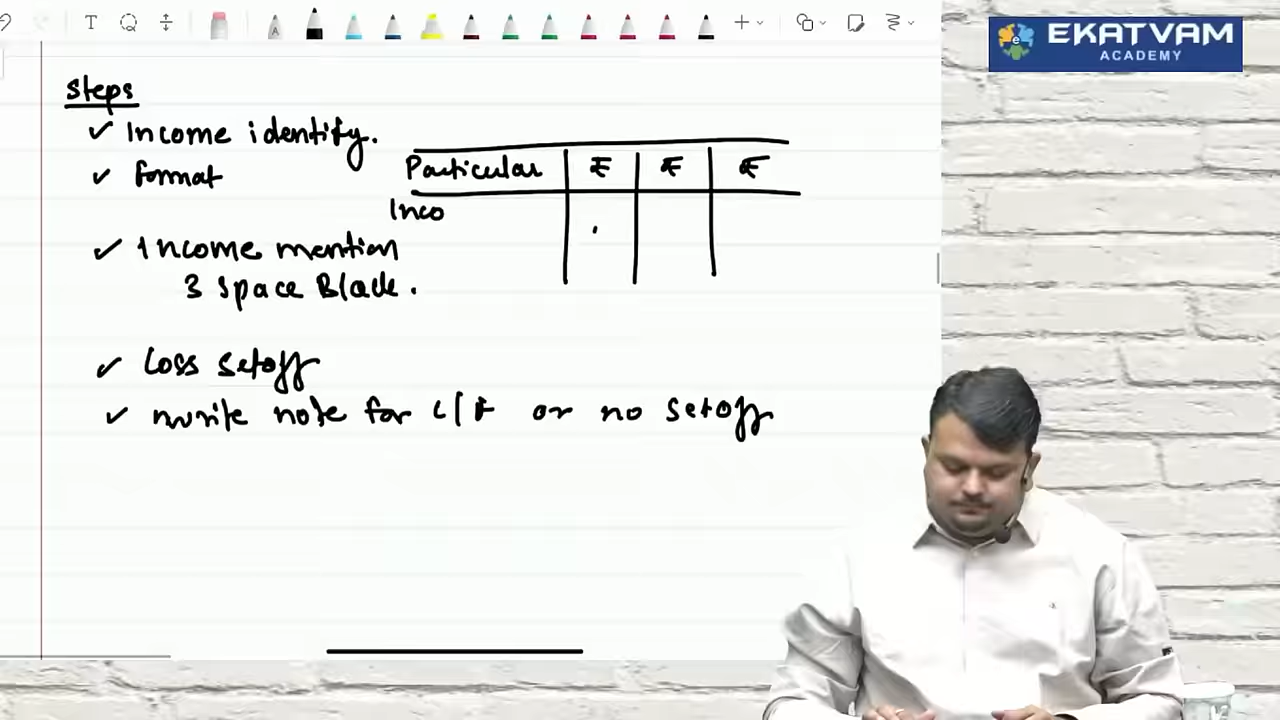 EKATVAM
ACADEMY
Steps
✓ Income identify.
✓ format
Particular ₹ ₹ ₹
Inco
✓ Income mention
3 Space Blade.
✓ Loss setoff
✓ write note for c/f or no setoff